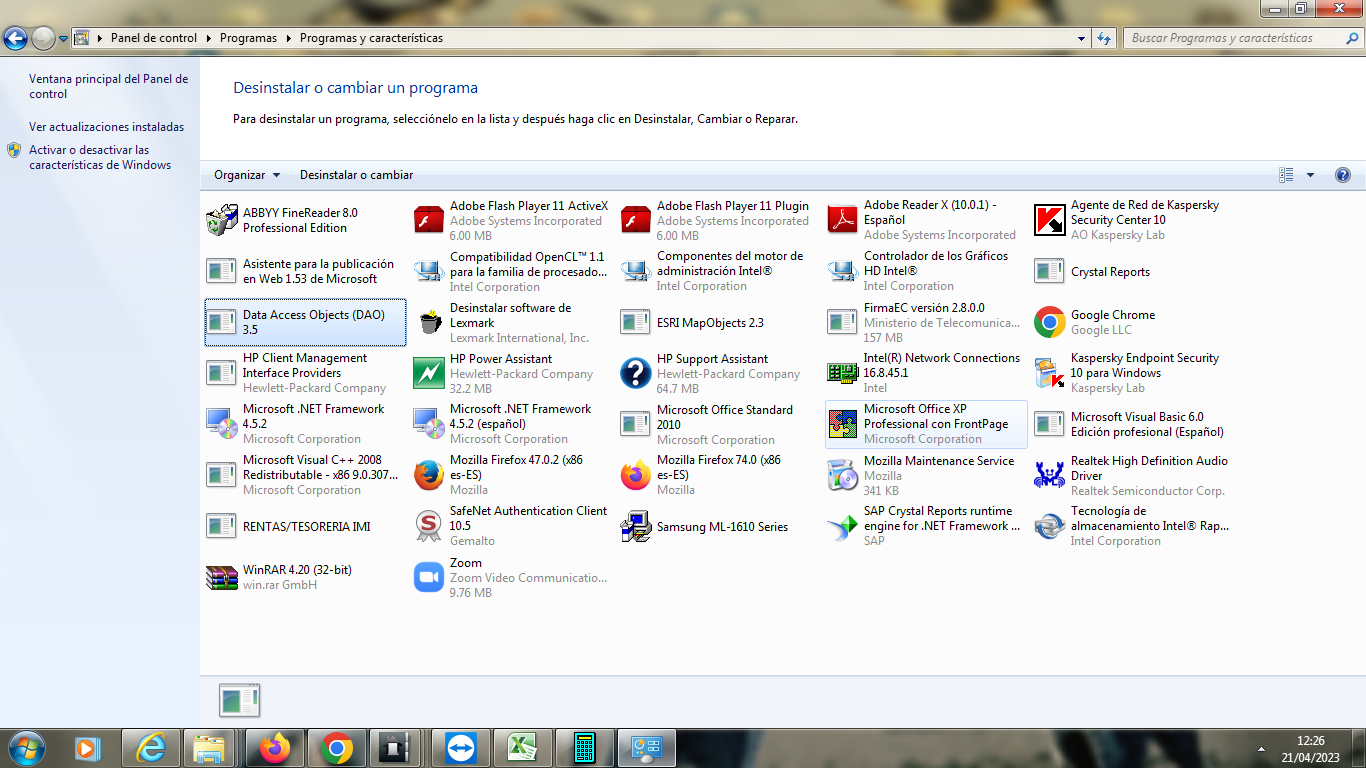 Panel de control
Programas
Programas y características
Buscar Programas y características
Ventana principal del Panel de
control
Ver actualizaciones instaladas
Activar o desactivar las
características de Windows
Desinstalar o cambiar un programa
Para desinstalar un programa, selecciónelo en la lista y después haga clic en Desinstalar, Cambiar o Reparar.
Organizar
Desinstalar o cambiar
ABBYY FineReader 8.0
Professional Edition
Adobe Flash Player 11 ActiveX
Adobe Systems Incorporated
6.00 MB
Adobe Flash Player 11 Plugin
Adobe Systems Incorporated
6.00 MB
Adobe Reader X (10.0.1) -
Español
Adobe Systems Incorporated
Agente de Red de Kaspersky
Security Center 10
AO Kaspersky Lab
Asistente para la publicación
en Web 1.53 de Microsoft
Compatibilidad OpenCL™ 1.1
para la familia de procesado...
Intel Corporation
Componentes del motor de
administración Intel®
Intel Corporation
Controlador de los Gráficos
HD Intel®
Intel Corporation
Crystal Reports
Data Access Objects (DAO)
3.5
Desinstalar software de
Lexmark
Lexmark International, Inc.
ESRI MapObjects 2.3
FirmaEC versión 2.8.0.0
Ministerio de Telecomunica...
157 MB
Google Chrome
Google LLC
HP Client Management
Interface Providers
Hewlett-Packard Company
HP Power Assistant
Hewlett-Packard Company
32.2 MB
HP Support Assistant
Hewlett-Packard Company
64.7 MB
Intel(R) Network Connections
16.8.45.1
Intel
Kaspersky Endpoint Security
10 para Windows
Kaspersky Lab
Microsoft .NET Framework
4.5.2
Microsoft Corporation
Microsoft .NET Framework
4.5.2 (español)
Microsoft Corporation
Microsoft Office Standard
2010
Microsoft Corporation
Microsoft Office XP
Professional con FrontPage
Microsoft Corporation
Microsoft Visual Basic 6.0
Edición profesional (Español)
Microsoft Visual C++ 2008
Redistributable - x86 9.0.307...
Microsoft Corporation
Mozilla Firefox 47.0.2 (x86
es-ES)
Mozilla
Mozilla Firefox 74.0 (x86
es-ES)
Mozilla
Mozilla Maintenance Service
Mozilla
341 KB
Realtek High Definition Audio
Driver
Realtek Semiconductor Corp.
RENTAS/TESORERIA IMI
SafeNet Authentication Client
10.5
Gemalto
Samsung ML-1610 Series
SAP Crystal Reports runtime
engine for .NET Framework ...
SAP
Tecnología de
almacenamiento Intel® Rap...
Intel Corporation
WinRAR 4.20 (32-bit)
win.rar GmbH
Zoom
Zoom Video Communicatio...
9.76 MB
12:26
21/04/2023